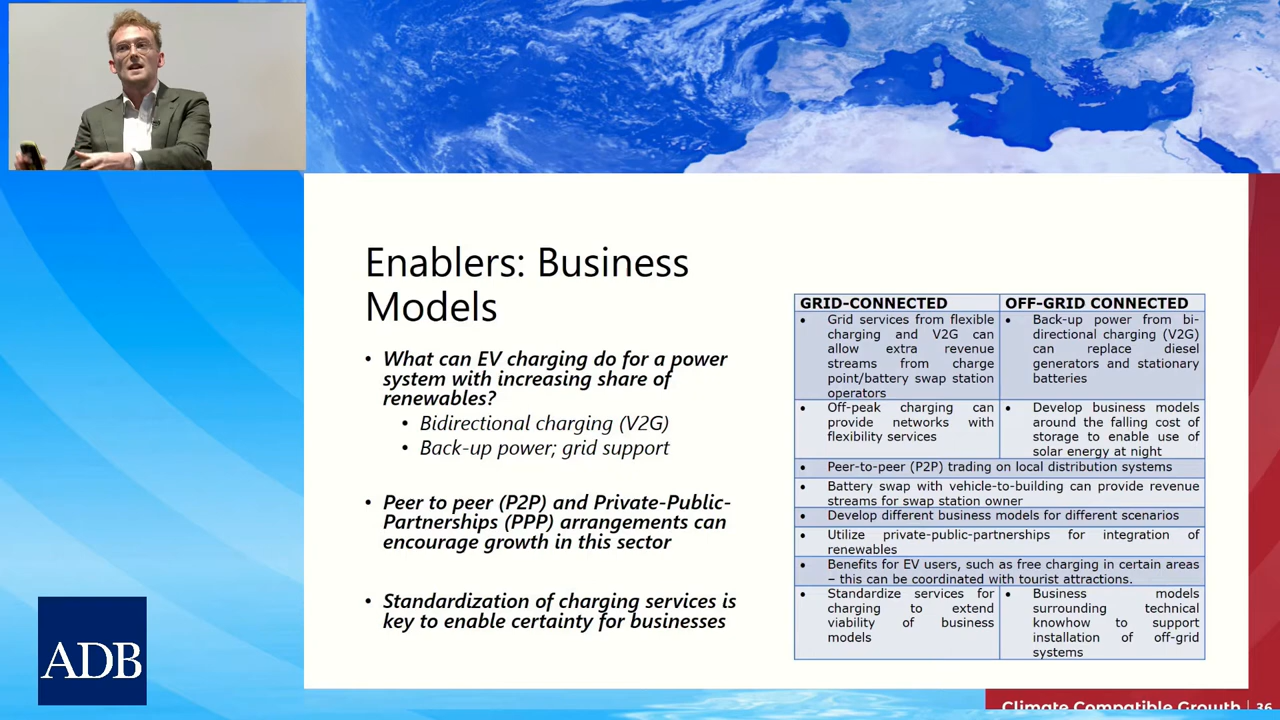 Enablers: Business
Models
• What can EV charging do for a power
system with increasing share of
renewables?
• Bidirectional charging (V2G)
• Back-up power; grid support
• Peer to peer (P2P) and Private-Public-
Partnerships (PPP) arrangements can
encourage growth in this sector
• Standardization of charging services is
key to enable certainty for businesses
GRID-CONNECTED
OFF-GRID CONNECTED
• Grid services from flexible
charging and V2G can
allow extra revenue
streams from charge
point/battery swap station
operators
• Back-up power from bi-
directional charging (V2G)
can replace diesel
generators and stationary
batteries
• Off-peak charging can
provide networks with
flexibility services
• Develop business models
around the falling cost of
storage to enable use of
solar energy at night
• Peer-to-peer (P2P) trading on local distribution systems
• Battery swap with vehicle-to-building can provide revenue
streams for swap station owner
• Develop different business models for different scenarios
• Utilize private-public-partnerships for integration of
renewables
• Benefits for EV users, such as free charging in certain areas
– this can be coordinated with tourist attractions.
• Standardize services for
charging to extend
viability of business
models
• Business models
surrounding technical
knowhow to support
installation of off-grid
systems
ADB
Climate Compatible Growth | 36